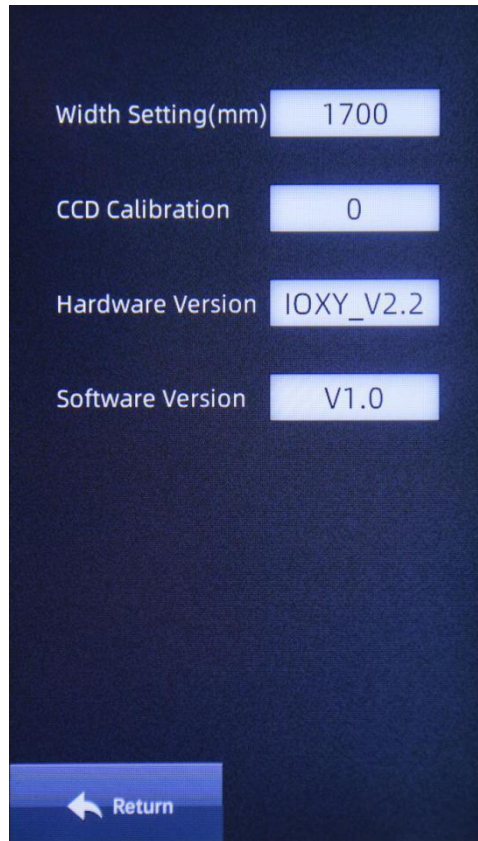 Width Setting(mm) 1700
CCD Calibration 0
Hardware Version IOXY_V2.2
Software Version V1.0
Return